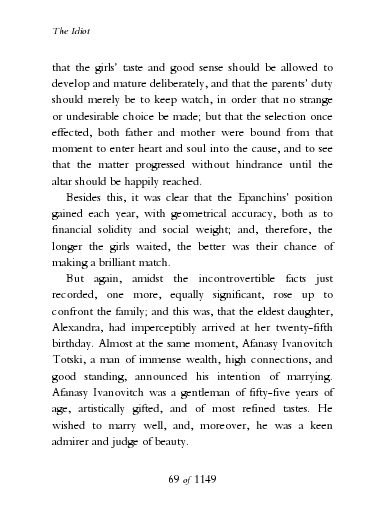 The Idiot
that the girls' taste and good sense should be allowed to
develop and mature deliberately, and that the parents' duty
should merely be to keep watch, in order that no strange
or undesirable choice be made; but that the selection once
effected, both father and mother were bound from that
moment to enter heart and soul into the cause, and to see
that the matter progressed without hindrance until the
altar should be happily reached.
Besides this, it was clear that the Epanchins' position
gained each year, with geometrical accuracy, both as to
financial solidity and social weight; and, therefore, the
longer the girls waited, the better was their chance of
making a brilliant match.
But again, amidst the incontrovertible facts just
recorded, one more, equally significant, rose up to
confront the family; and this was, that the eldest daughter,
Alexandra, had imperceptibly arrived at her twenty-fifth
birthday. Almost at the same moment, Afanasy Ivanovitch
Totski, a man of immense wealth, high connections, and
good standing, announced his intention of marrying.
Afanasy Ivanovitch was a gentleman of fifty-five years of
age, artistically gifted, and of most refined tastes. He
wished to marry well, and, moreover, he was a keen
admirer and judge of beauty.
69 of 1149